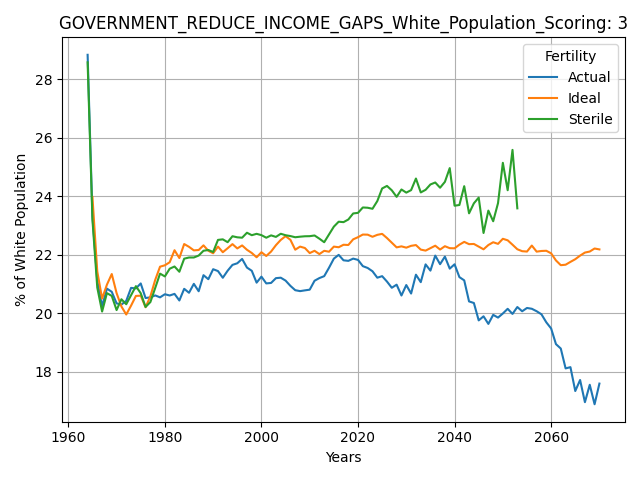 GOVERNMENT_REDUCE_INCOME_GAPS_White_Population_Scoring: 3
Fertility
Actual
Ideal
Sterile
% of White Population
28
26
24
22
20
18
1960
1980
2000
2020
2040
2060
Years